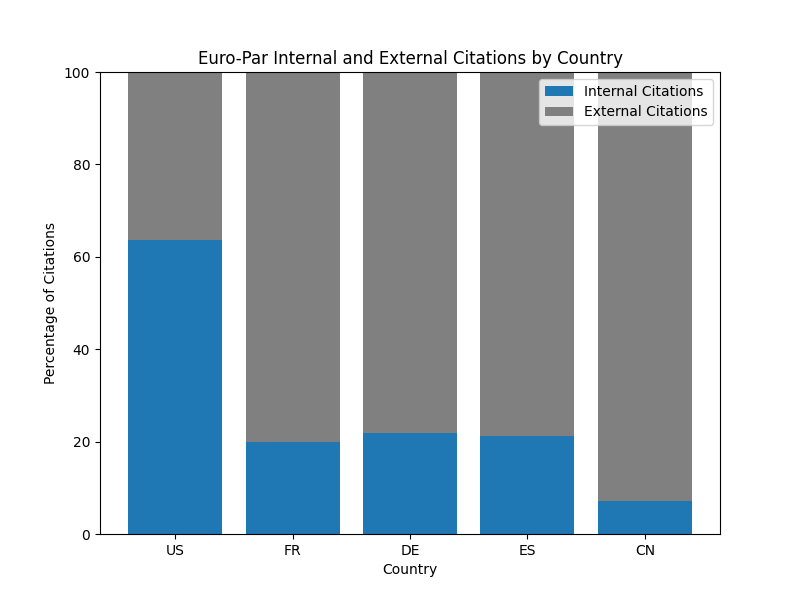 Euro-Par Internal and External Citations by Country
Internal Citations
External Citations
Percentage of Citations
100
80
60
40
20
0
US FR DE ES CN
Country